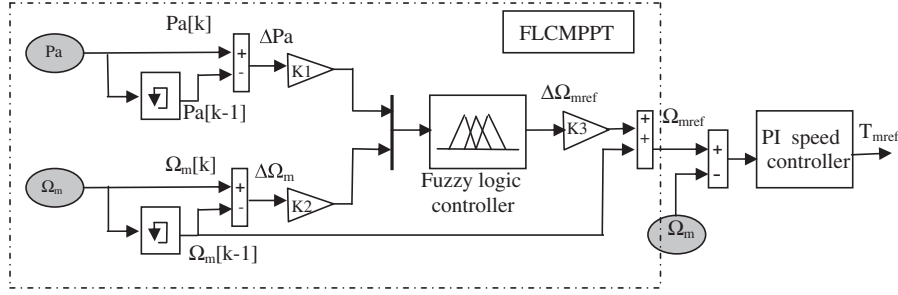 Pa[k]
FLCMPPT
Pa
+
-
ΔPa
K1
Pa[k-1]
ΔΩmref
K3
+
+
Ωmref
+
-
PI speed
controller
Tmref
Ωm[k]
Ωm
+
-
ΔΩm
K2
Fuzzy logic
controller
Ωm
Ωm[k-1]